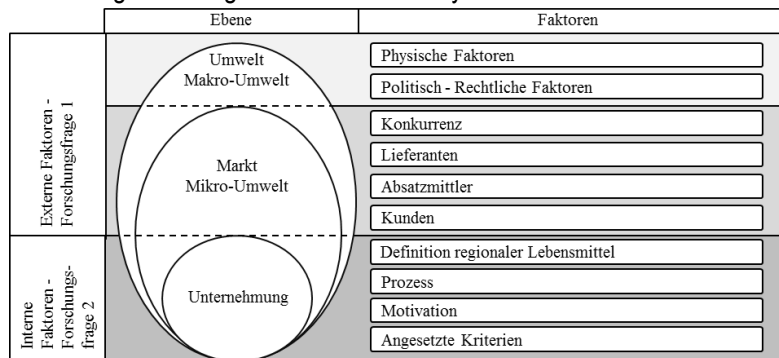 Ebene
Faktoren
Externe Faktoren -
Forschungsfrage 1
Umwelt
Makro-Umwelt
Physische Faktoren
Politisch - Rechtliche Faktoren
Markt
Mikro-Umwelt
Konkurrenz
Lieferanten
Absatzmittler
Kunden
Interne
Faktoren -
Forschungs-
frage 2
Unternehmung
Definition regionaler Lebensmittel
Prozess
Motivation
Angesetzte Kriterien